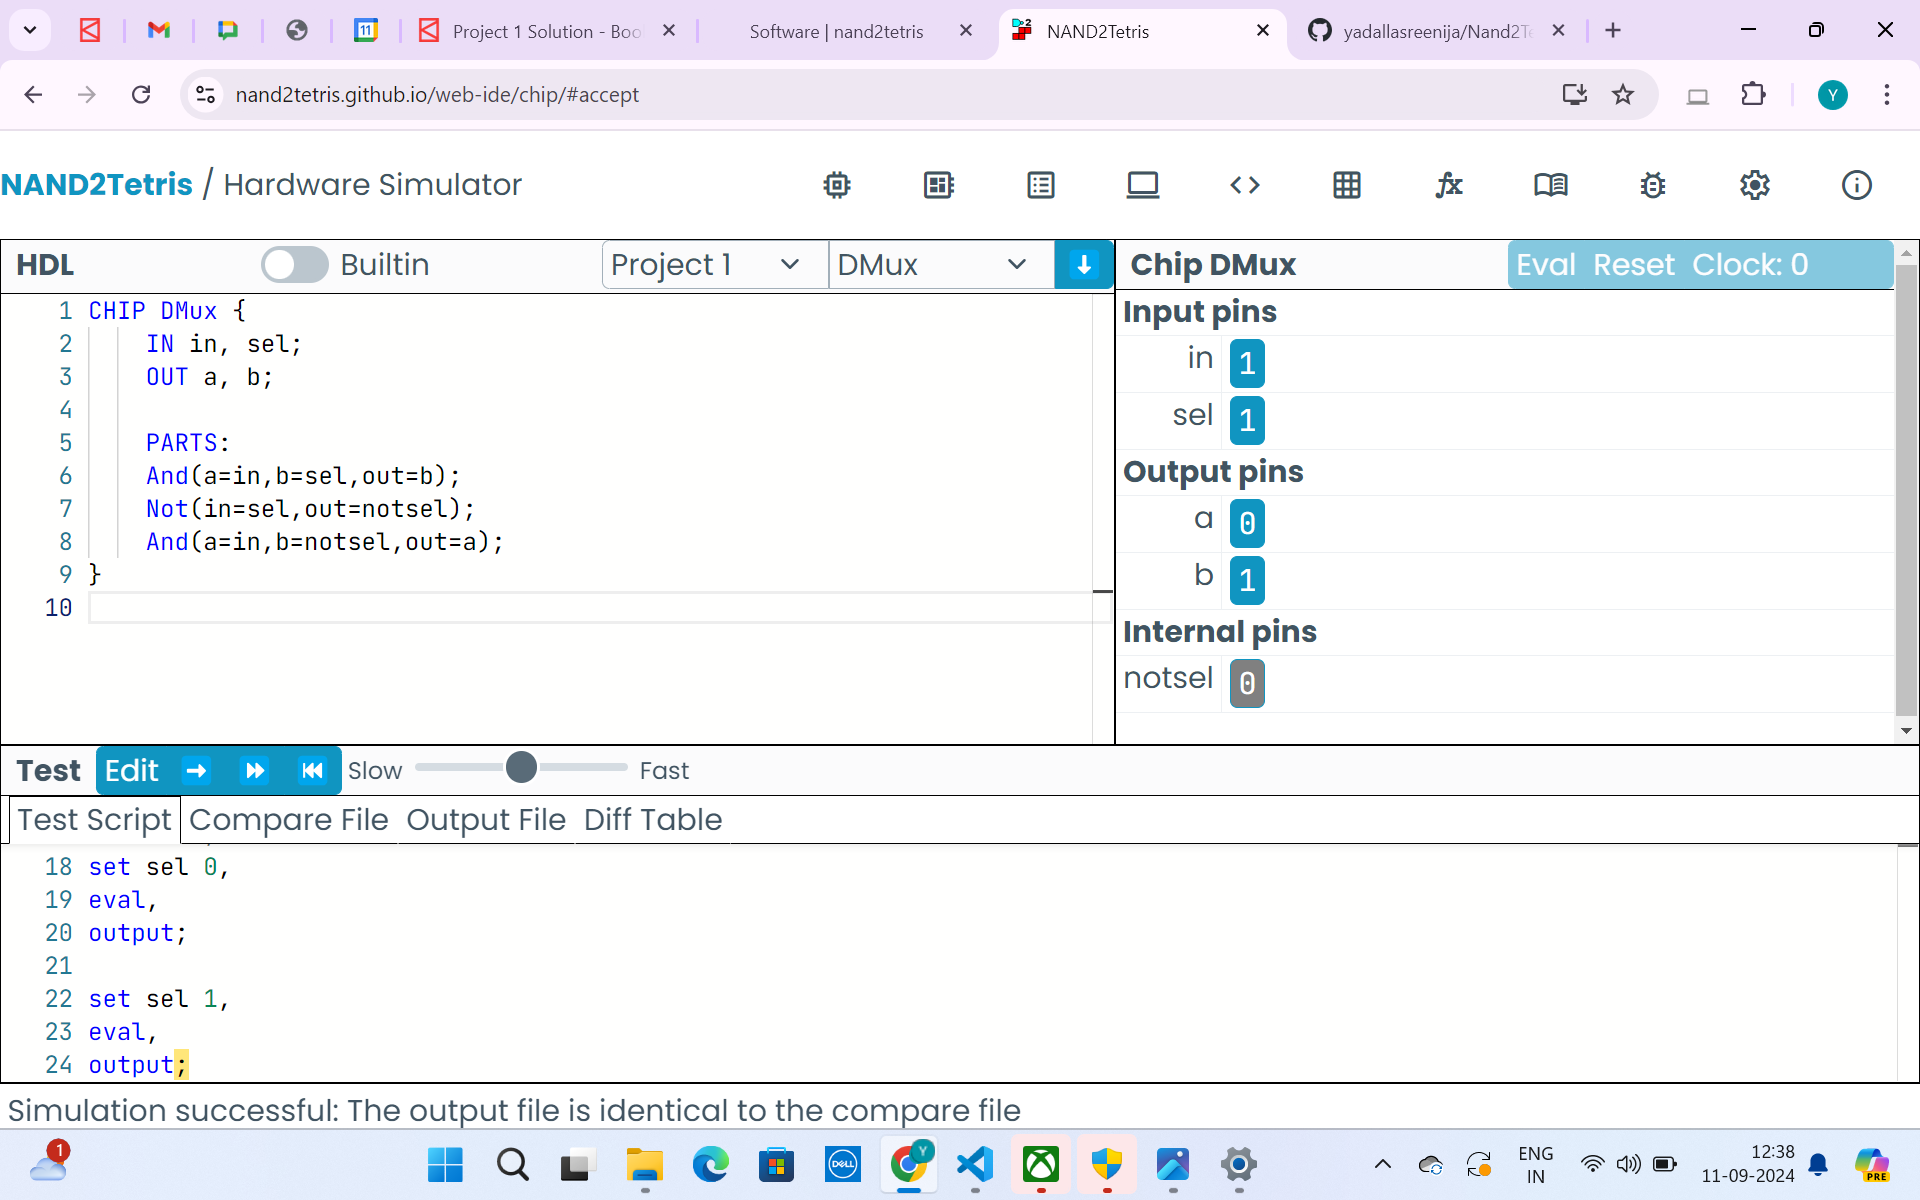 Project 1 Solution - Boo
Software | nand2tetris
NAND2Tetris
yadallasreenija/Nand2Te
nand2tetris.github.io/web-ide/chip/#accept
Y
NAND2Tetris / Hardware Simulator
HDL
Builtin
Project 1
DMux
Chip DMux
Eval Reset Clock: 0
1 CHIP DMux {
2 IN in, sel;
3 OUT a, b;
4
5 PARTS:
6 And(a=in,b=sel,out=b);
7 Not(in=sel,out=notsel);
8 And(a=in,b=notsel,out=a);
9 }
10
Input pins
in 1
sel 1
Output pins
a 0
b 1
Internal pins
notsel 0
Test Edit Slow Fast
Test Script Compare File Output File Diff Table
18 set sel 0,
19 eval,
20 output;
21
22 set sel 1,
23 eval,
24 output;
Simulation successful: The output file is identical to the compare file
1
DELL
Y
ENG
IN
12:38
11-09-2024
PRE